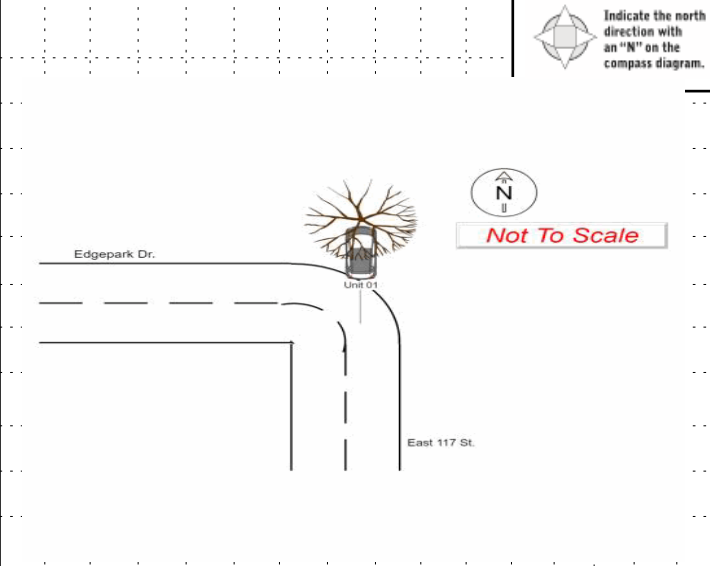 Indicate the north
direction with
an "N" on the
compass diagram.
N
Not To Scale
Edgepark Dr.
Unit 01
East 117 St.